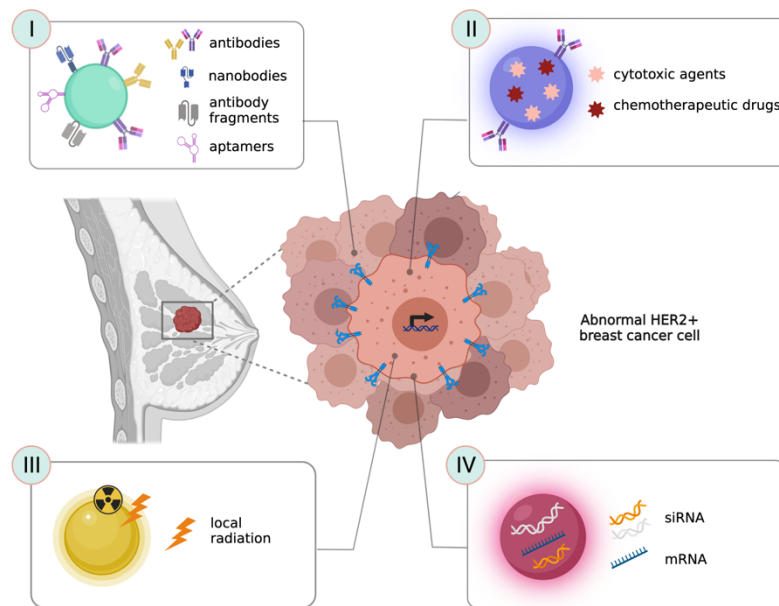 I
antibodies
nanobodies
antibody
fragments
aptamers
II
cytotoxic agents
chemotherapeutic drugs
Abnormal HER2+
breast cancer cell
III
local
radiation
IV
siRNA
mRNA